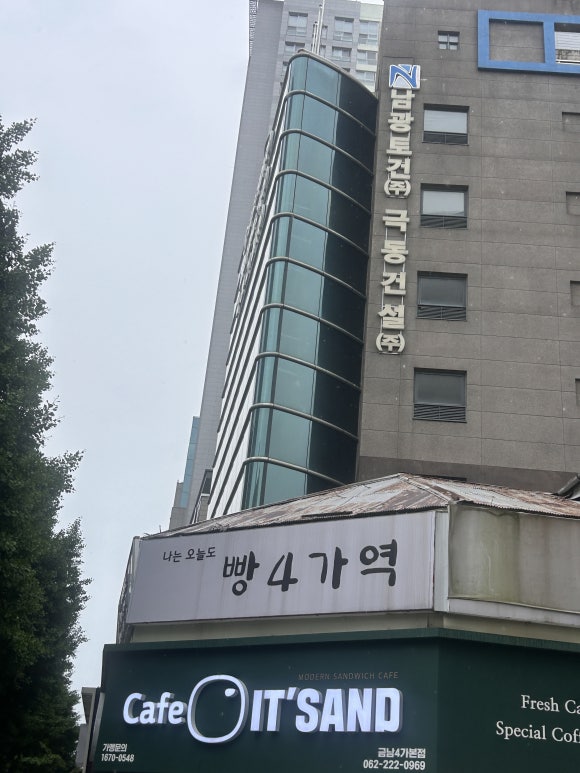 남광토건(주) 극동건설(주)
나는 오늘도
빵4가역
MODERN SANDWICH CAFE
Cafe IT'SAND
가맹문의
1670-0548
금남4가본점
062-222-0969
Fresh Ca
Special Coff